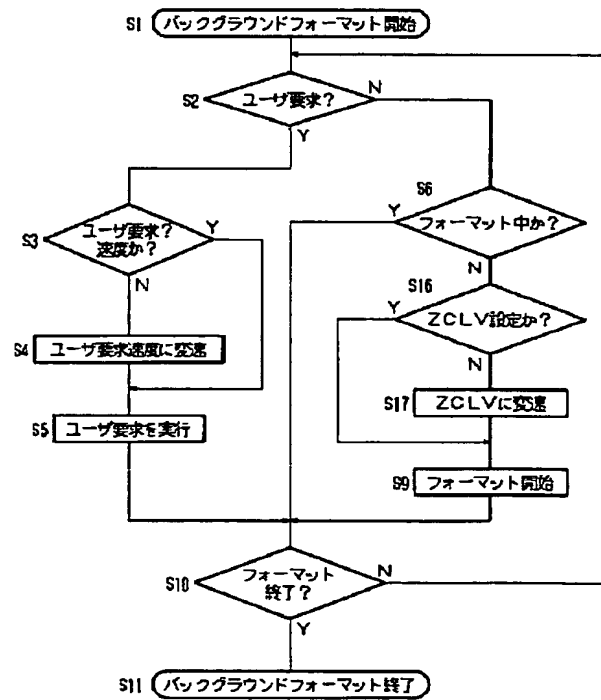 S1 バックグラウンドフォーマット開始
S2 ユーザ要求?
N
Y
S3 ユーザ要求?
速度か?
Y
N
S4 ユーザ要求速度に変速
S5 ユーザ要求を実行
S6
Y
フォーマット中か?
N
S16
Y
ZCLV設定か?
N
S17 ZCLVに変速
S9 フォーマット開始
S10 フォーマット
終了?
N
Y
S11 バックグラウンドフォーマット終了